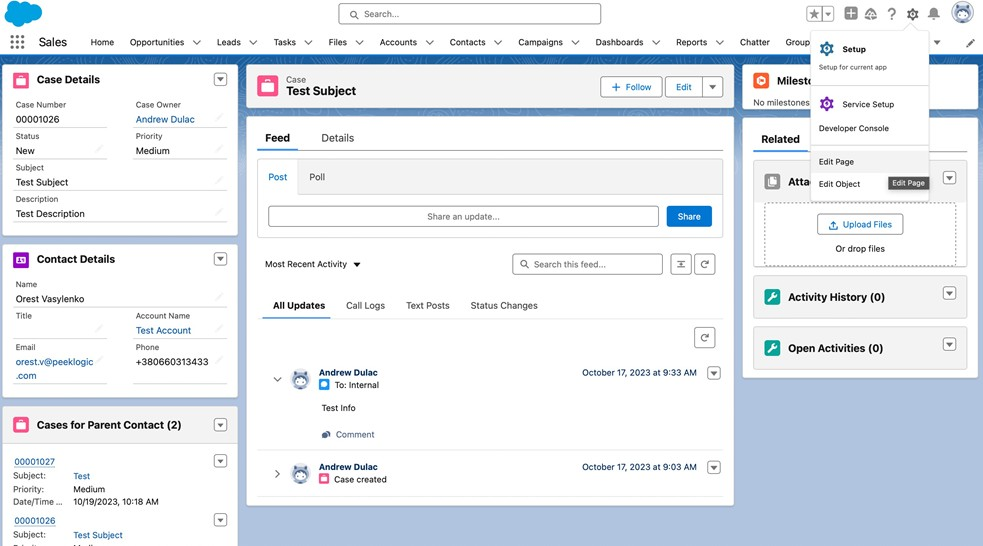 Search...
Sales
Home
Opportunities
Leads
Tasks
Files
Accounts
Contacts
Campaigns
Dashboards
Reports
Chatter
Group
Setup
Setup for current app
Service Setup
Developer Console
Edit Page
Edit Object
Edit Page
Case Details
Case Number
Case Owner
00001026
Andrew Dulac
Status
Priority
New
Medium
Subject
Test Subject
Description
Test Description
Contact Details
Name
Orest Vasylenko
Title
Account Name
Test Account
Email
Phone
orest.v@peeklogic
.com
+380660313433
Cases for Parent Contact (2)
00001027
Subject: Test
Priority: Medium
Date/Time ... 10/19/2023, 10:18 AM
00001026
Subject: Test Subject
Case
Test Subject
+ Follow
Edit
Feed
Details
Post
Poll
Share an update...
Share
Most Recent Activity
Search this feed...
All Updates
Call Logs
Text Posts
Status Changes
Andrew Dulac
October 17, 2023 at 9:33 AM
To: Internal
Test Info
Comment
Andrew Dulac
October 17, 2023 at 9:03 AM
Case created
Milesto
No milestones
Related
Atta
Upload Files
Or drop files
Activity History (0)
Open Activities (0)